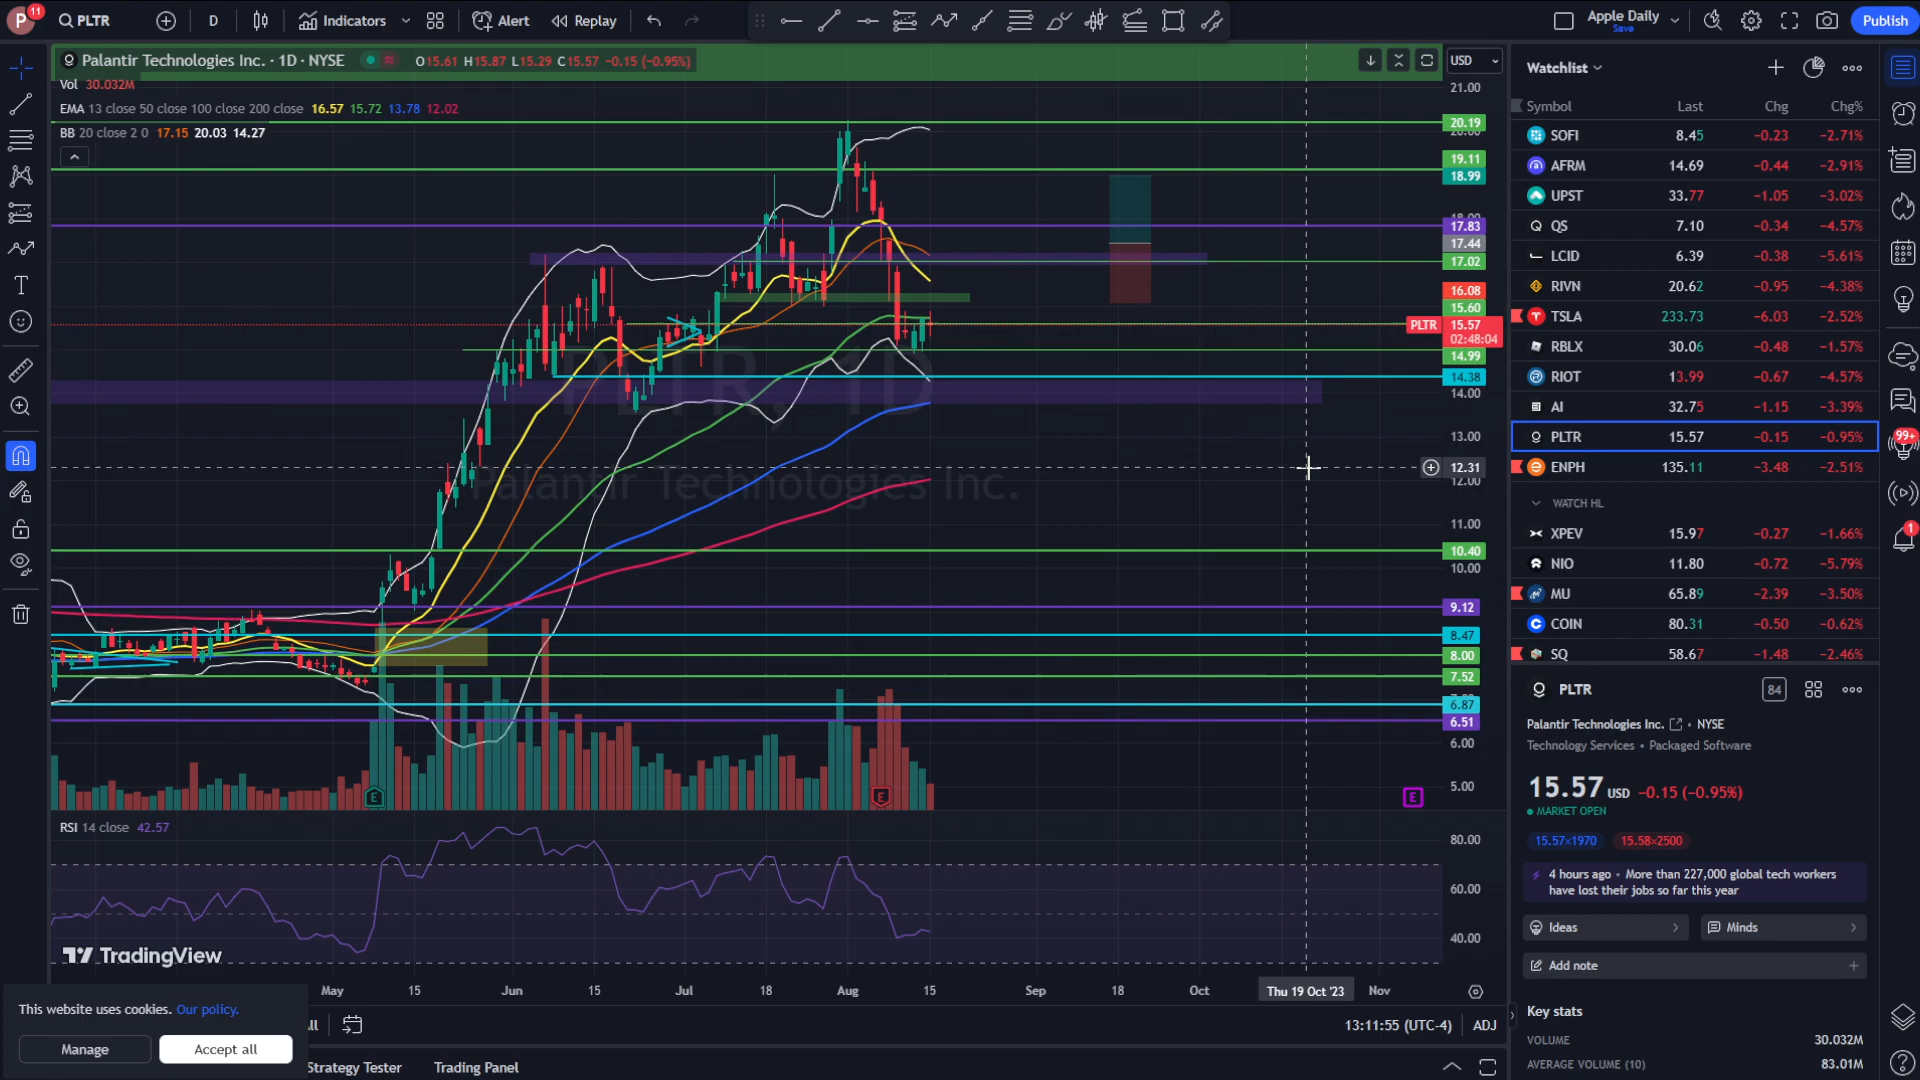 P 11 PLTR D Indicators Alert Replay Apple Daily Save Publish
Palantir Technologies Inc. · 1D · NYSE O15.61 H15.87 L15.29 C15.57 −0.15 (−0.95%) USD
Vol 30.032M
EMA 13 close 50 close 100 close 200 close 16.57 15.72 13.78 12.02
BB 20 close 2 0 17.15 20.03 14.27
PLTR, 1D
Palantir Technologies Inc.
21.00
20.19
19.11
18.99
17.83
17.44
17.02
16.08
15.60
PLTR 15.57
02:48:04
14.99
14.38
14.00
13.00
12.31
12.00
11.00
10.40
10.00
9.12
8.47
8.00
7.52
6.87
6.51
6.00
5.00
E E E
RSI 14 close 42.57
80.00
60.00
40.00
TradingView
May 15 Jun 15 Jul 18 Aug 15 Sep 18 Oct Thu 19 Oct '23 Nov
This website uses cookies. Our policy.
Manage Accept all
13:11:55 (UTC-4) ADJ
Strategy Tester Trading Panel
Watchlist
Symbol Last Chg Chg%
SOFI 8.45 −0.23 −2.71%
AFRM 14.69 −0.44 −2.91%
UPST 33.77 −1.05 −3.02%
QS 7.10 −0.34 −4.57%
LCID 6.39 −0.38 −5.61%
RIVN 20.62 −0.95 −4.38%
TSLA 233.73 −6.03 −2.52%
RBLX 30.06 −0.48 −1.57%
RIOT 13.99 −0.67 −4.57%
AI 32.75 −1.15 −3.39%
PLTR 15.57 −0.15 −0.95%
ENPH 135.11 −3.48 −2.51%
WATCH HL
XPEV 15.97 −0.27 −1.66%
NIO 11.80 −0.72 −5.79%
MU 65.89 −2.39 −3.50%
COIN 80.31 −0.50 −0.62%
SQ 58.67 −1.48 −2.46%
PLTR 84
Palantir Technologies Inc. • NYSE
Technology Services • Packaged Software
15.57 USD −0.15 (−0.95%)
MARKET OPEN
15.57×1970 15.58×2500
4 hours ago • More than 227,000 global tech workers
have lost their jobs so far this year
Ideas Minds
Add note
Key stats
VOLUME 30.032M
AVERAGE VOLUME (10) 83.01M
99+
1